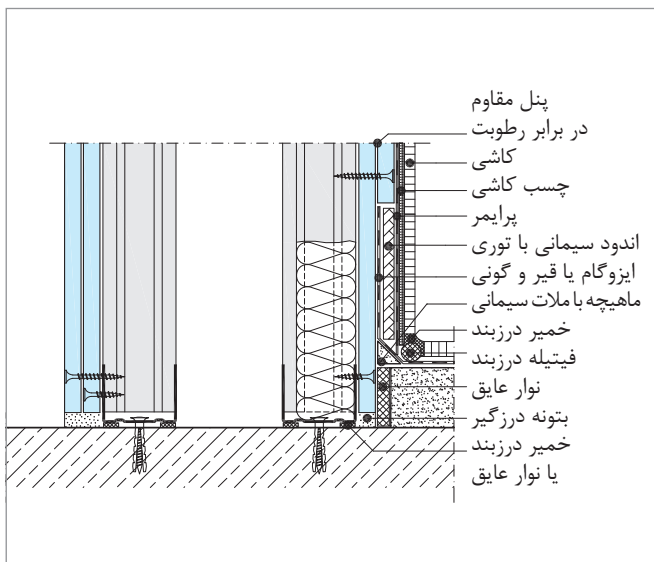 پنل مقاوم
در برابر رطوبت
کاشی
چسب کاشی
پرایمر
اندود سیمانی با توری
ایزوگام یا قیر و گونی
ماهیچه با ملات سیمانی
خمیر درزبند
فیتیله درزبند
نوار عایق
بتونه درزگیر
خمیر درزبند
یا نوار عایق